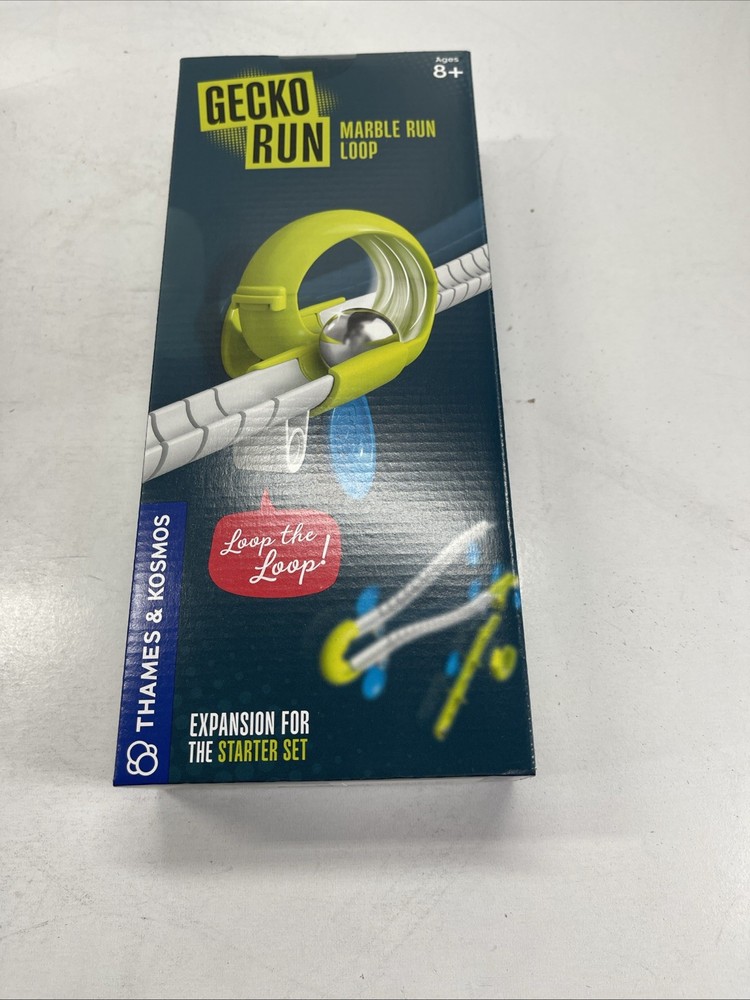 Ages
8+
GECKO
RUN
MARBLE RUN
LOOP
Loop the
Loop!
THAMES & KOSMOS
EXPANSION FOR
THE STARTER SET